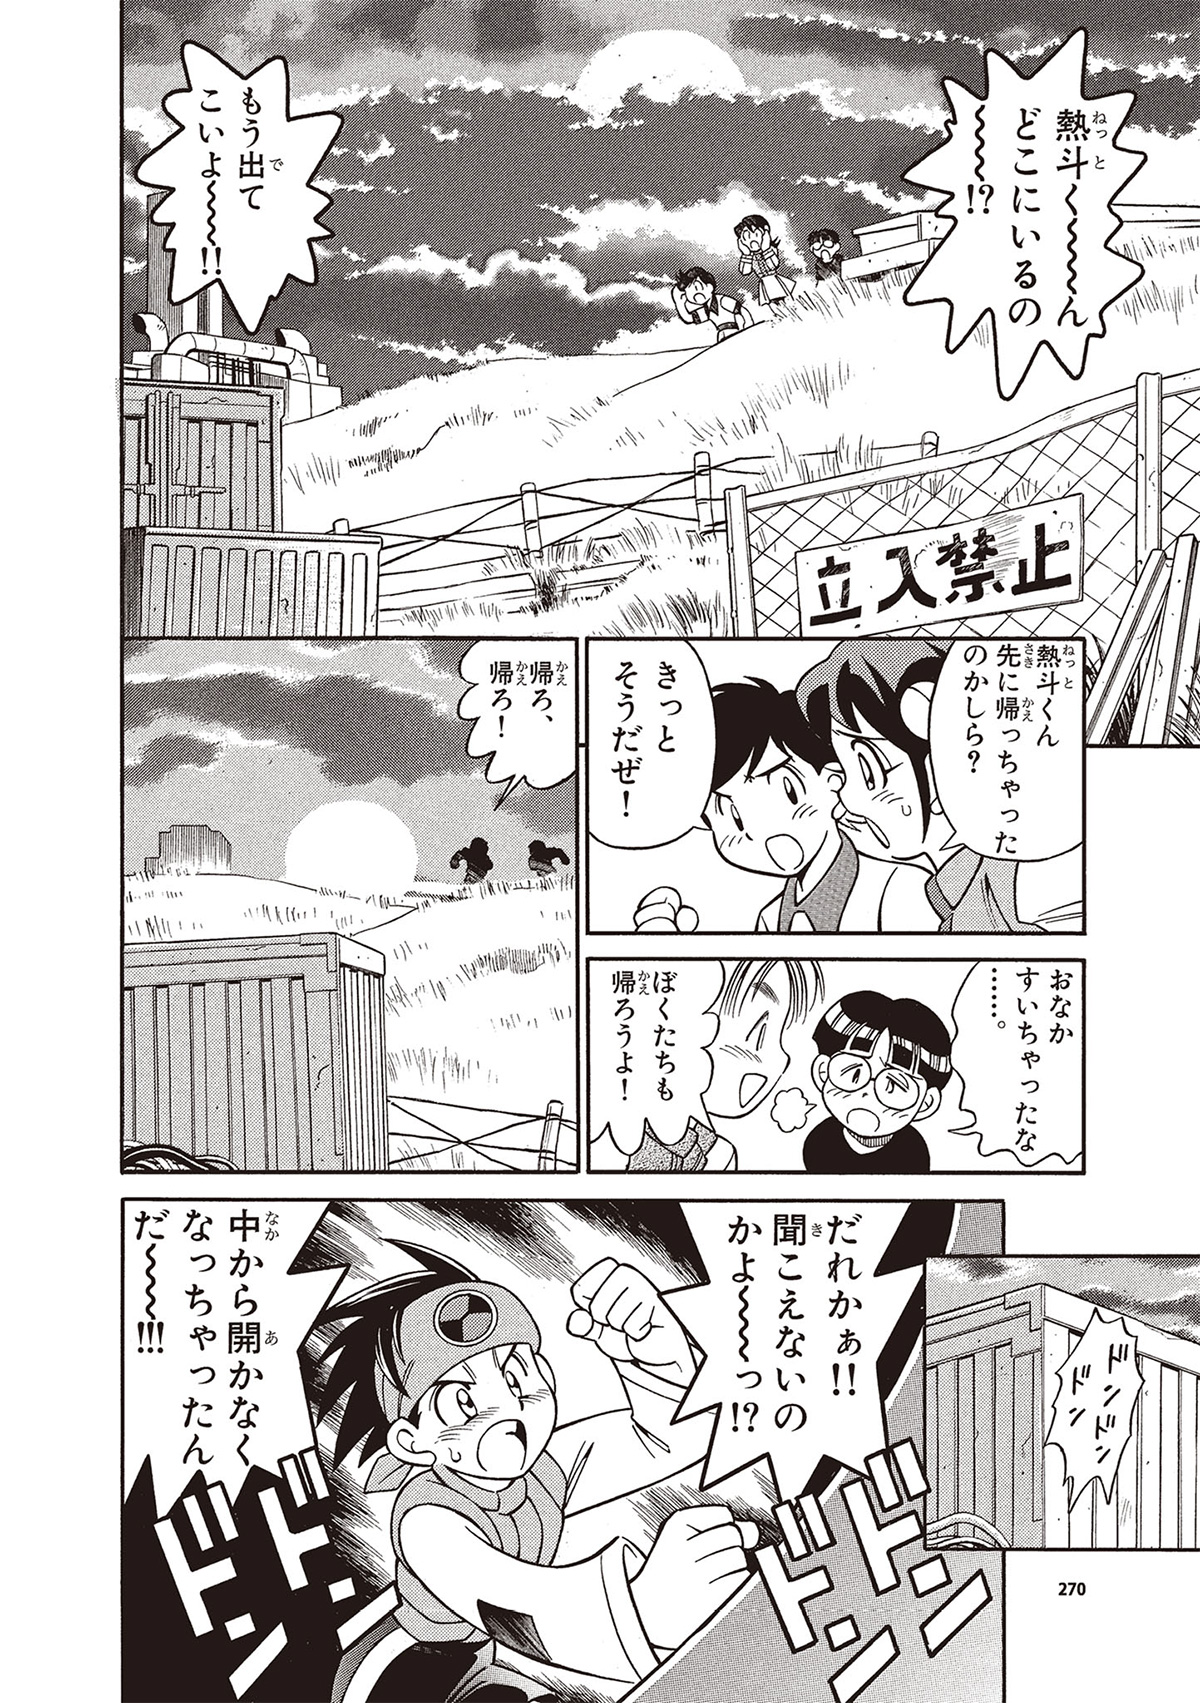 熱斗く～～ん
どこにいるの
～～!?
もう出て
こいよ～～～!!
立入禁止
熱斗くん
先に帰っちゃった
のかしら？
きっと
そうだぜ！
おなか
すいちゃったな
……。
ぼくたちも
帰ろうよ！
帰ろ、
帰ろ！
ドンドン
ドン
だれかぁ!!
聞こえないの
かよ～～っ!?
中から開かなく
なっちゃったん
だ～～～!!!
ドンドン
ドンドン
270